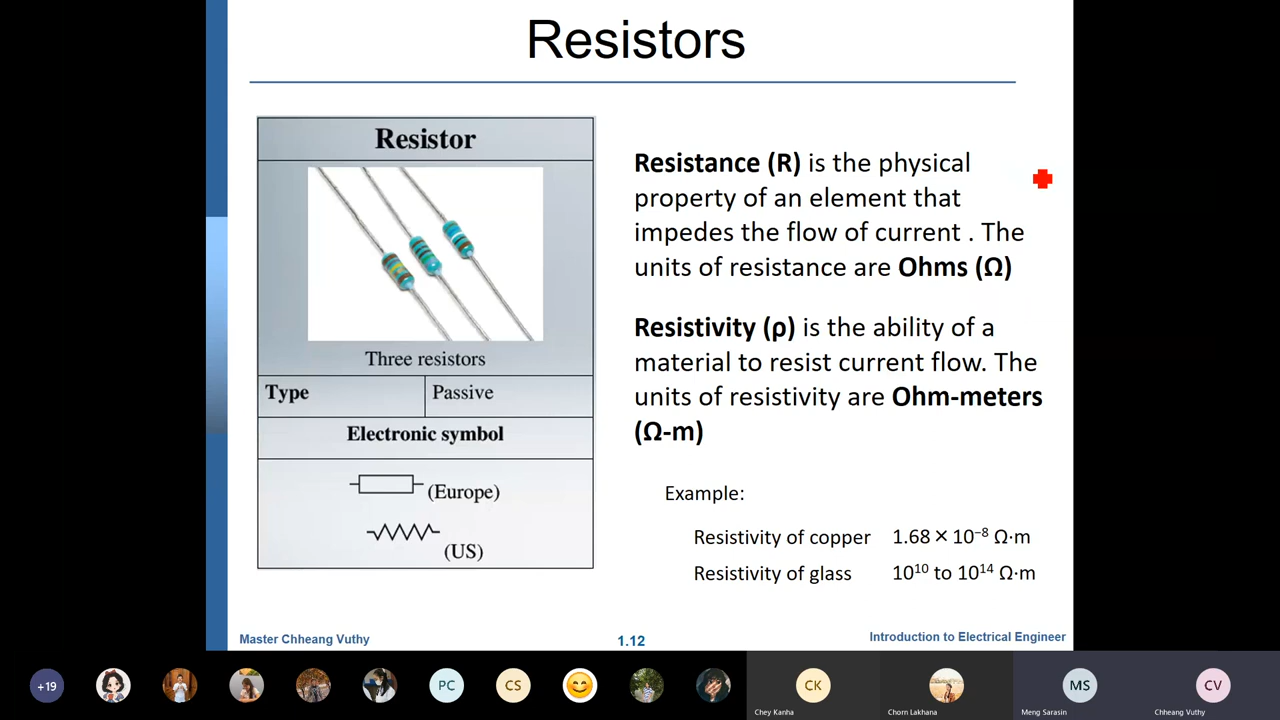 Resistors
Resistor
Three resistors
Type Passive
Electronic symbol
(Europe)
(US)
Resistance (R) is the physical
property of an element that
impedes the flow of current . The
units of resistance are Ohms (Ω)
Resistivity (ρ) is the ability of a
material to resist current flow. The
units of resistivity are Ohm-meters
(Ω-m)
Example:
Resistivity of copper 1.68 × 10⁻⁸ Ω·m
Resistivity of glass 10¹⁰ to 10¹⁴ Ω·m
Master Chheang Vuthy 1.12 Introduction to Electrical Engineer
+19 PC CS CK MS CV
Chey Kanha Chorn Lakhana Meng Sarasin Chheang Vuthy